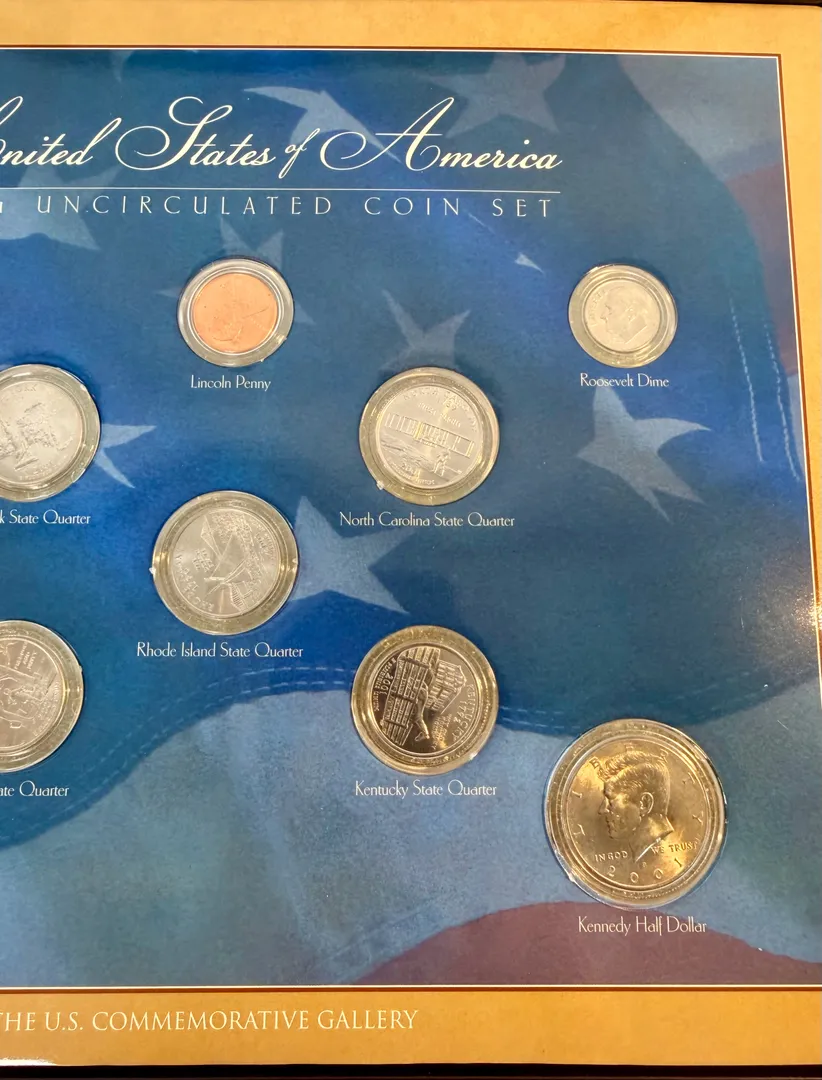 United States of America
UNCIRCULATED COIN SET
Lincoln Penny
Roosevelt Dime
k State Quarter
North Carolina State Quarter
Rhode Island State Quarter
ate Quarter
Kentucky State Quarter
LIBERTY
IN GOD WE TRUST
P
2001
Kennedy Half Dollar
THE U.S. COMMEMORATIVE GALLERY